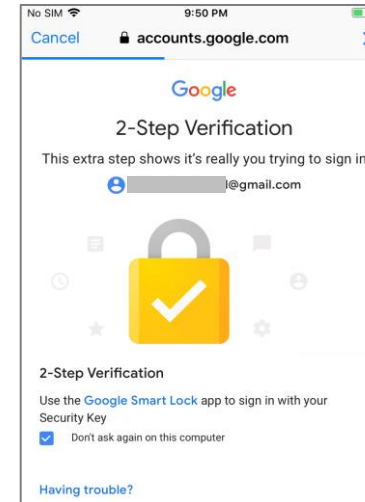 No SIM 9:50 PM
Cancel accounts.google.com
Google
2-Step Verification
This extra step shows it's really you trying to sign in
l@gmail.com
2-Step Verification
Use the Google Smart Lock app to sign in with your
Security Key
Don't ask again on this computer
Having trouble?